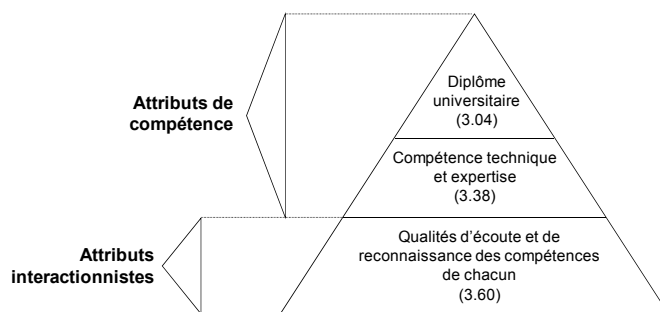 Attributs de
compétence
Diplôme
universitaire
(3.04)
Compétence technique
et expertise
(3.38)
Attributs
interactionnistes
Qualités d'écoute et de
reconnaissance des compétences
de chacun
(3.60)